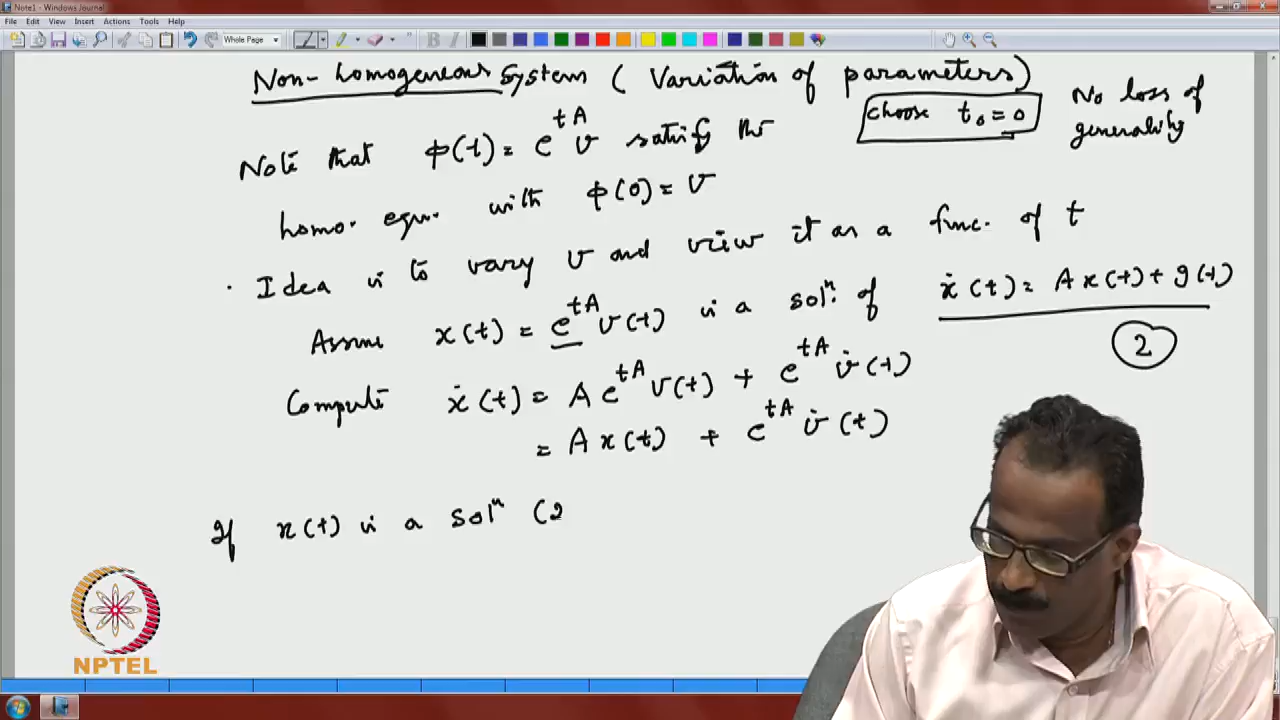 Note1 - Windows Journal
File Edit View Insert Actions Tools Help
Whole Page
B I
Non-homogeneous System ( Variation of parameters)
choose t₀ = 0
No loss of
generality
Note that φ(t) = e^{tA} v satisfy the
homo. equ. with φ(0) = v
· Idea is to vary v and view it as a func. of t
Assume x(t) = e^{tA} v(t) is a solⁿ. of ẋ(t) = A x(t) + g(t)
2
Compute ẋ(t) = A e^{tA} v(t) + e^{tA} v̇(t)
= A x(t) + e^{tA} v̇(t)
If x(t) is a solⁿ (2
NPTEL